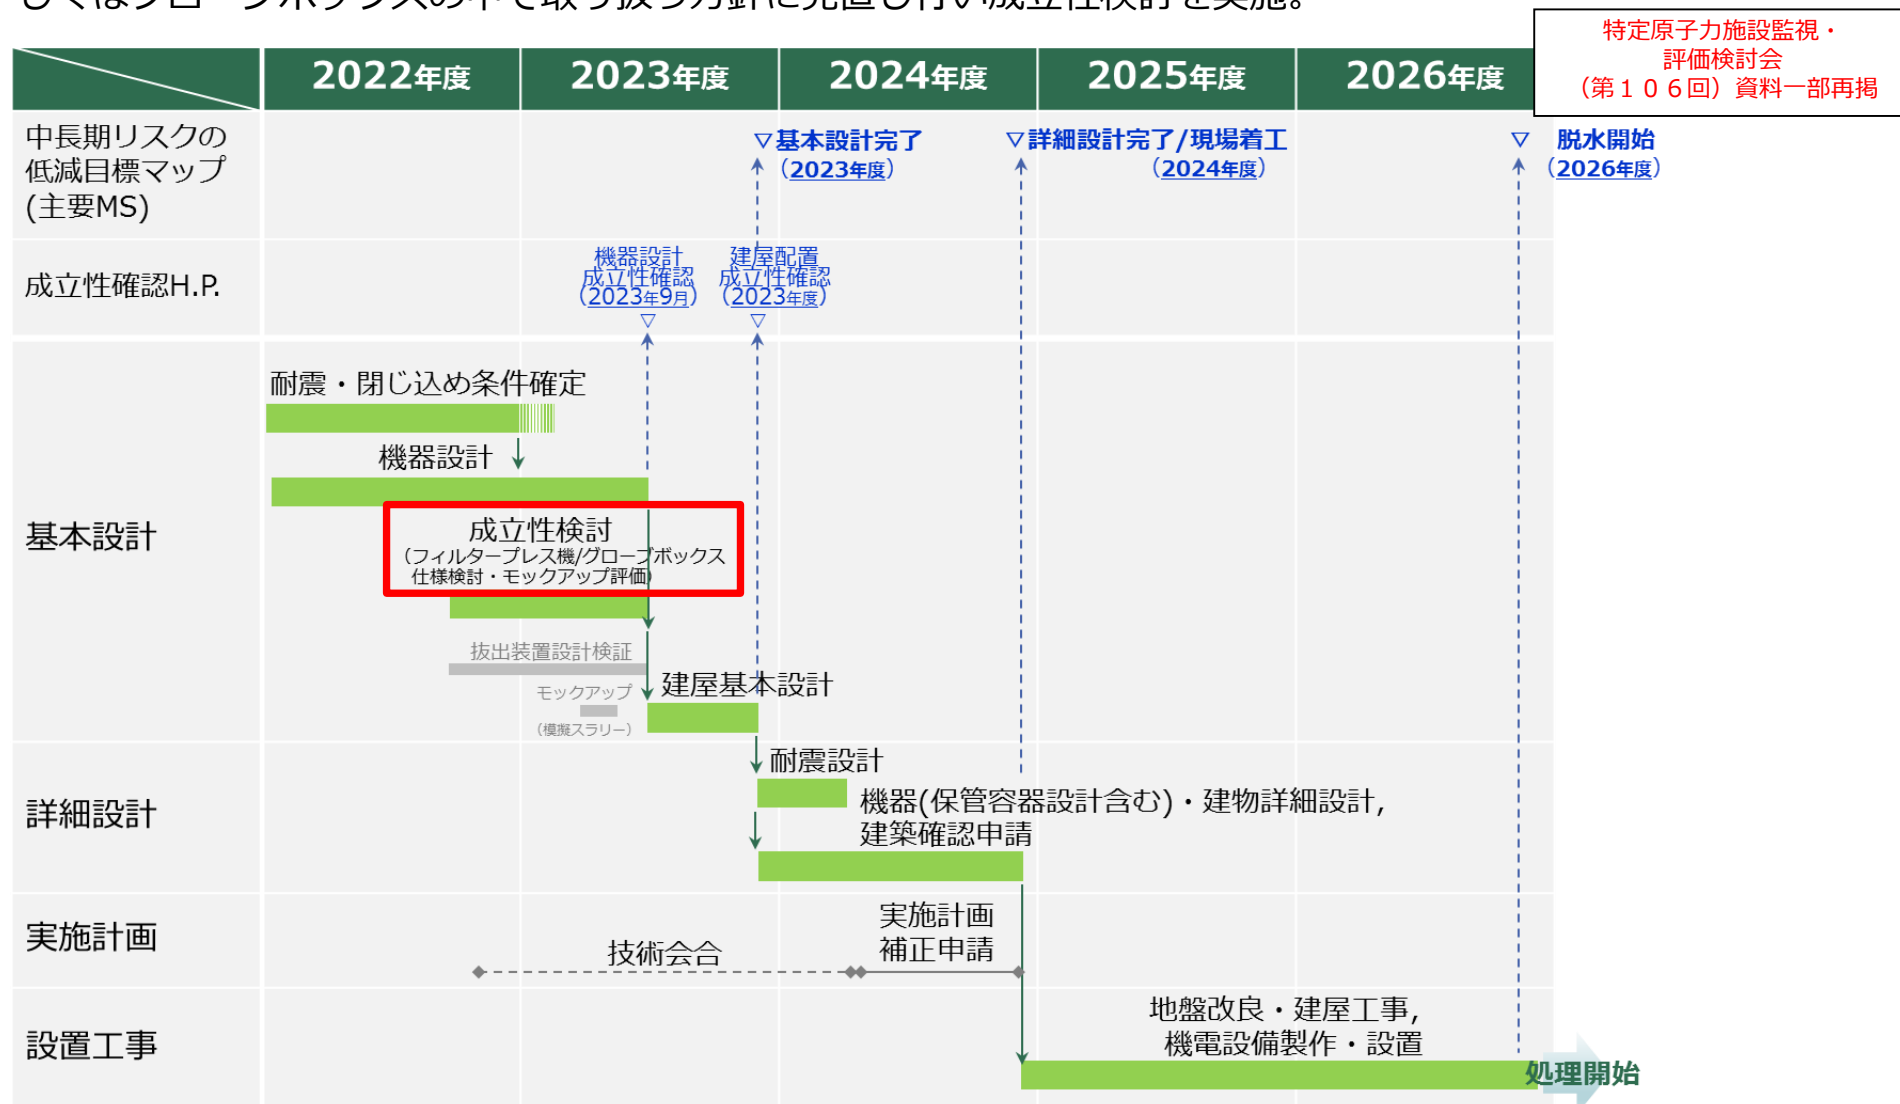 特定原子力施設監視・
評価検討会
（第１０６回）資料一部再掲
2022年度 2023年度 2024年度 2025年度 2026年度
中長期リスクの
低減目標マップ
(主要MS)
▽基本設計完了
（2023年度）
▽詳細設計完了/現場着工
（2024年度）
▽ 脱水開始
（2026年度）
成立性確認H.P.
機器設計
成立性確認
（2023年9月）
▽
建屋配置
成立性確認
（2023年度）
▽
基本設計
耐震・閉じ込め条件確定
機器設計
成立性検討
（フィルタープレス機/グローブボックス
仕様検討・モックアップ評価）
抜出装置設計検証
モックアップ
（模擬スラリー）
建屋基本設計
詳細設計
耐震設計
機器(保管容器設計含む)・建物詳細設計,
建築確認申請
実施計画
技術会合
実施計画
補正申請
設置工事
地盤改良・建屋工事,
機電設備製作・設置
処理開始